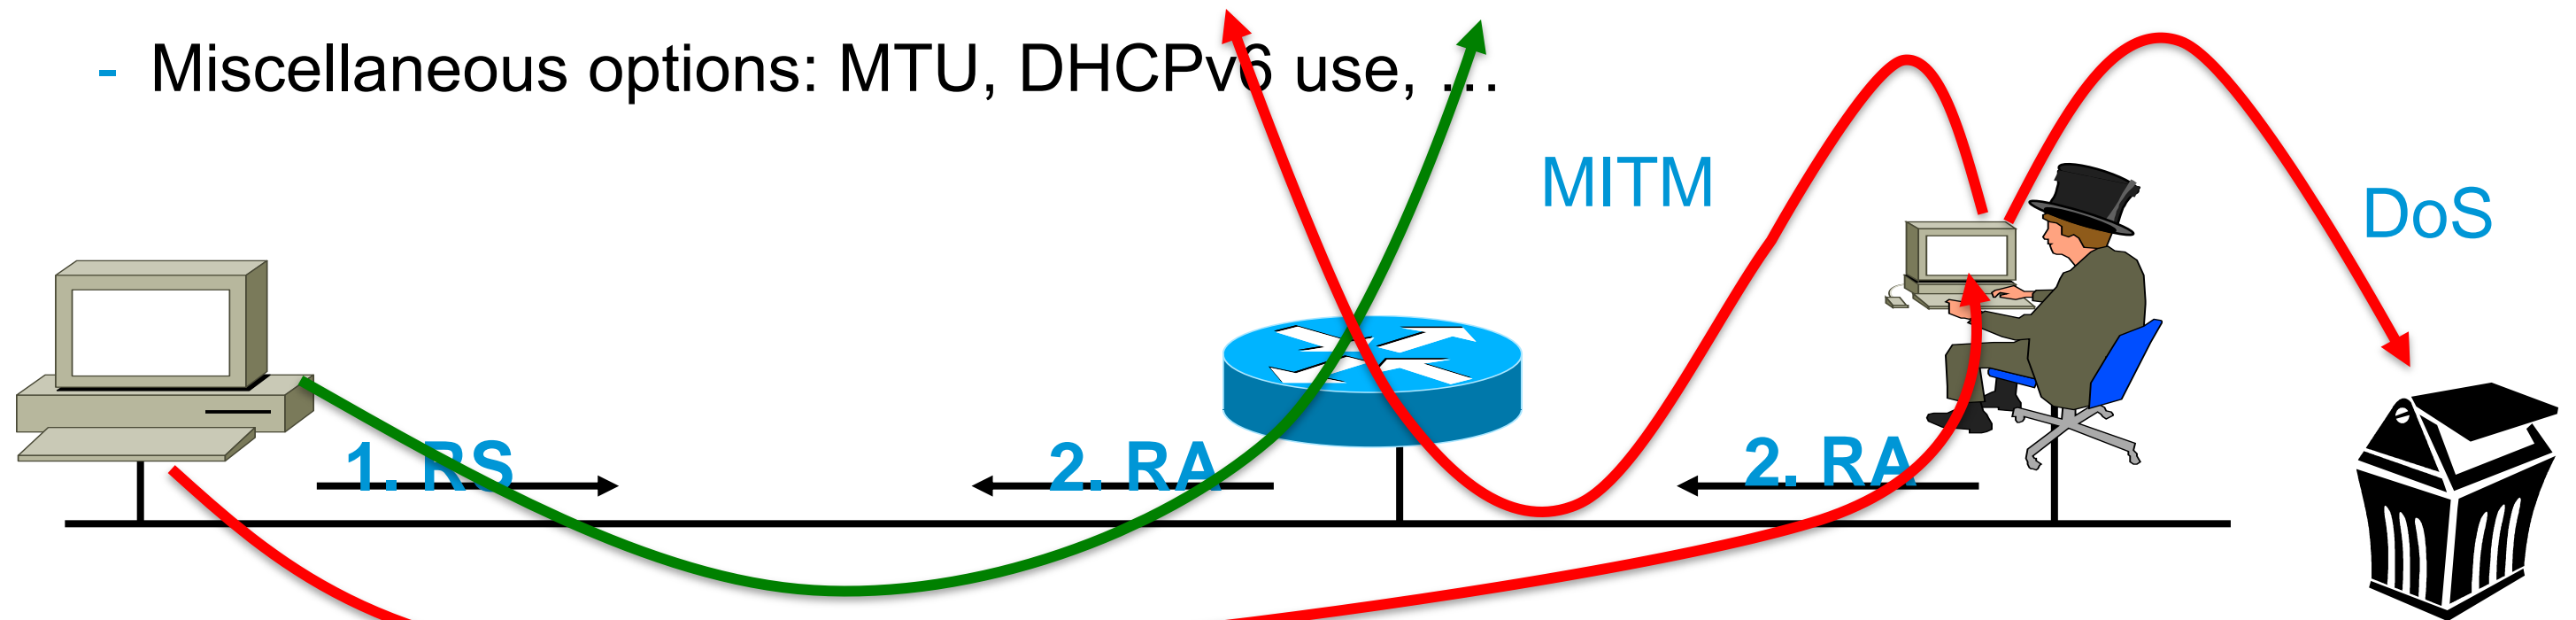 - Miscellaneous options: MTU, DHCPv6 use, …
MITM
DoS
1. RS
2. RA
2. RA